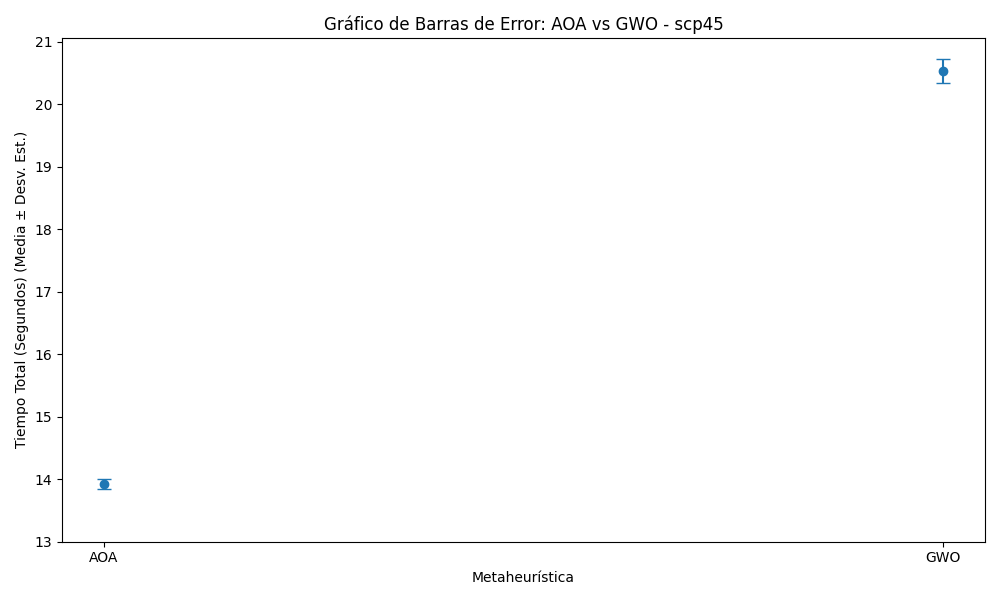 Gráfico de Barras de Error: AOA vs GWO - scp45
Tiempo Total (Segundos) (Media ± Desv. Est.)
21
20
19
18
17
16
15
14
13
AOA
GWO
Metaheurística